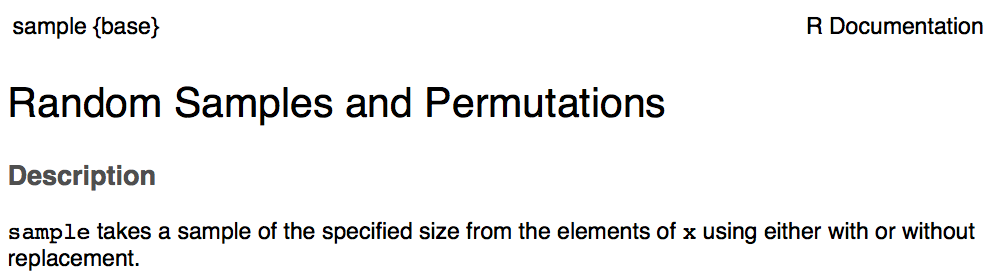 sample {base} R Documentation
Random Samples and Permutations
Description
sample takes a sample of the specified size from the elements of x using either with or without
replacement.